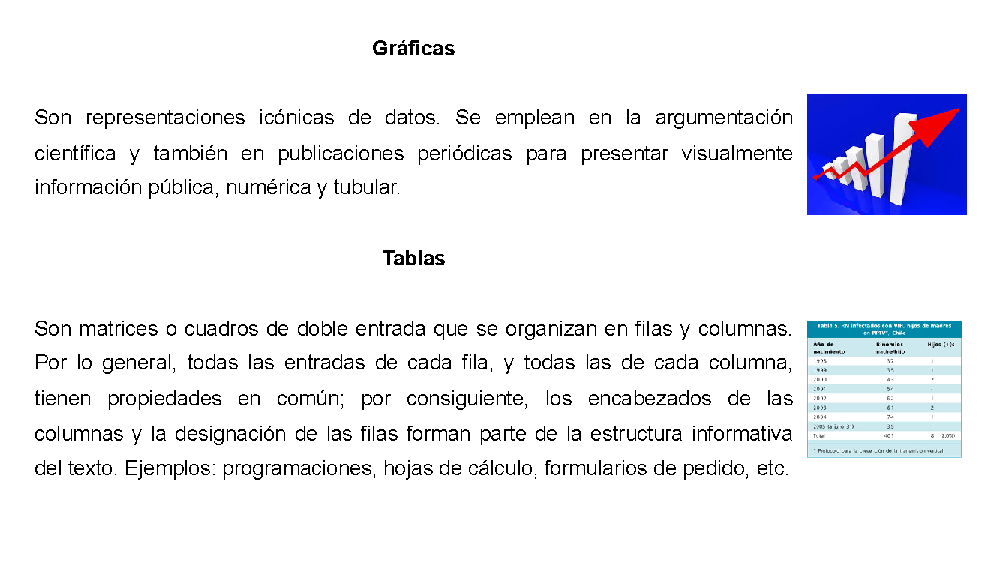 Gráficas
Son representaciones icónicas de datos. Se emplean en la argumentación
científica y también en publicaciones periódicas para presentar visualmente
información pública, numérica y tubular.
Tablas
Son matrices o cuadros de doble entrada que se organizan en filas y columnas.
Por lo general, todas las entradas de cada fila, y todas las de cada columna,
tienen propiedades en común; por consiguiente, los encabezados de las
columnas y la designación de las filas forman parte de la estructura informativa
del texto. Ejemplos: programaciones, hojas de cálculo, formularios de pedido, etc.
Tabla 5. RN infectados con VIH, hijos de madres
en PPTV*, Chile
Año de nacimiento Binomios madre/hijo Hijos (+)s
1998 37 1
1999 35 1
2000 43 2
2001 54 -
2002 62 1
2003 61 2
2004 74 1
2005 (a julio 31) 35
Total 401 8 (2,0%)
* Protocolo para la prevención de la transmisión vertical